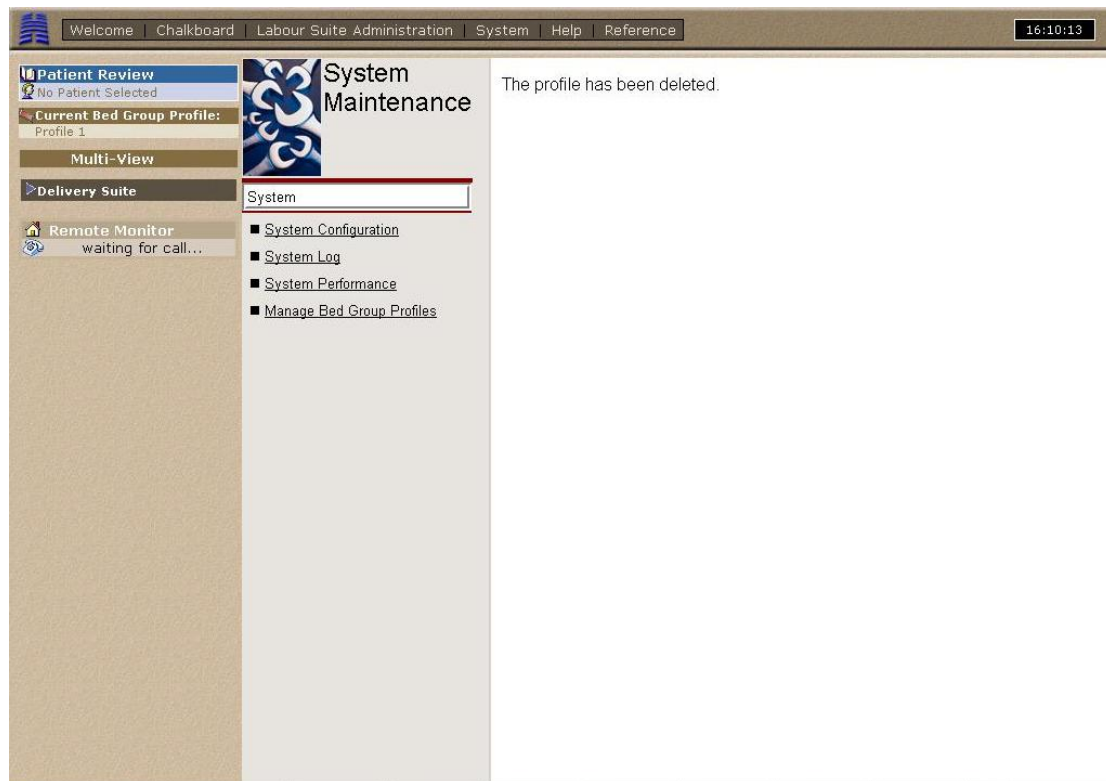 Welcome | Chalkboard | Labour Suite Administration | System | Help | Reference
16:10:13
Patient Review
No Patient Selected
Current Bed Group Profile:
Profile 1
Multi-View
Delivery Suite
Remote Monitor
waiting for call...
System
Maintenance
System
System Configuration
System Log
System Performance
Manage Bed Group Profiles
The profile has been deleted.